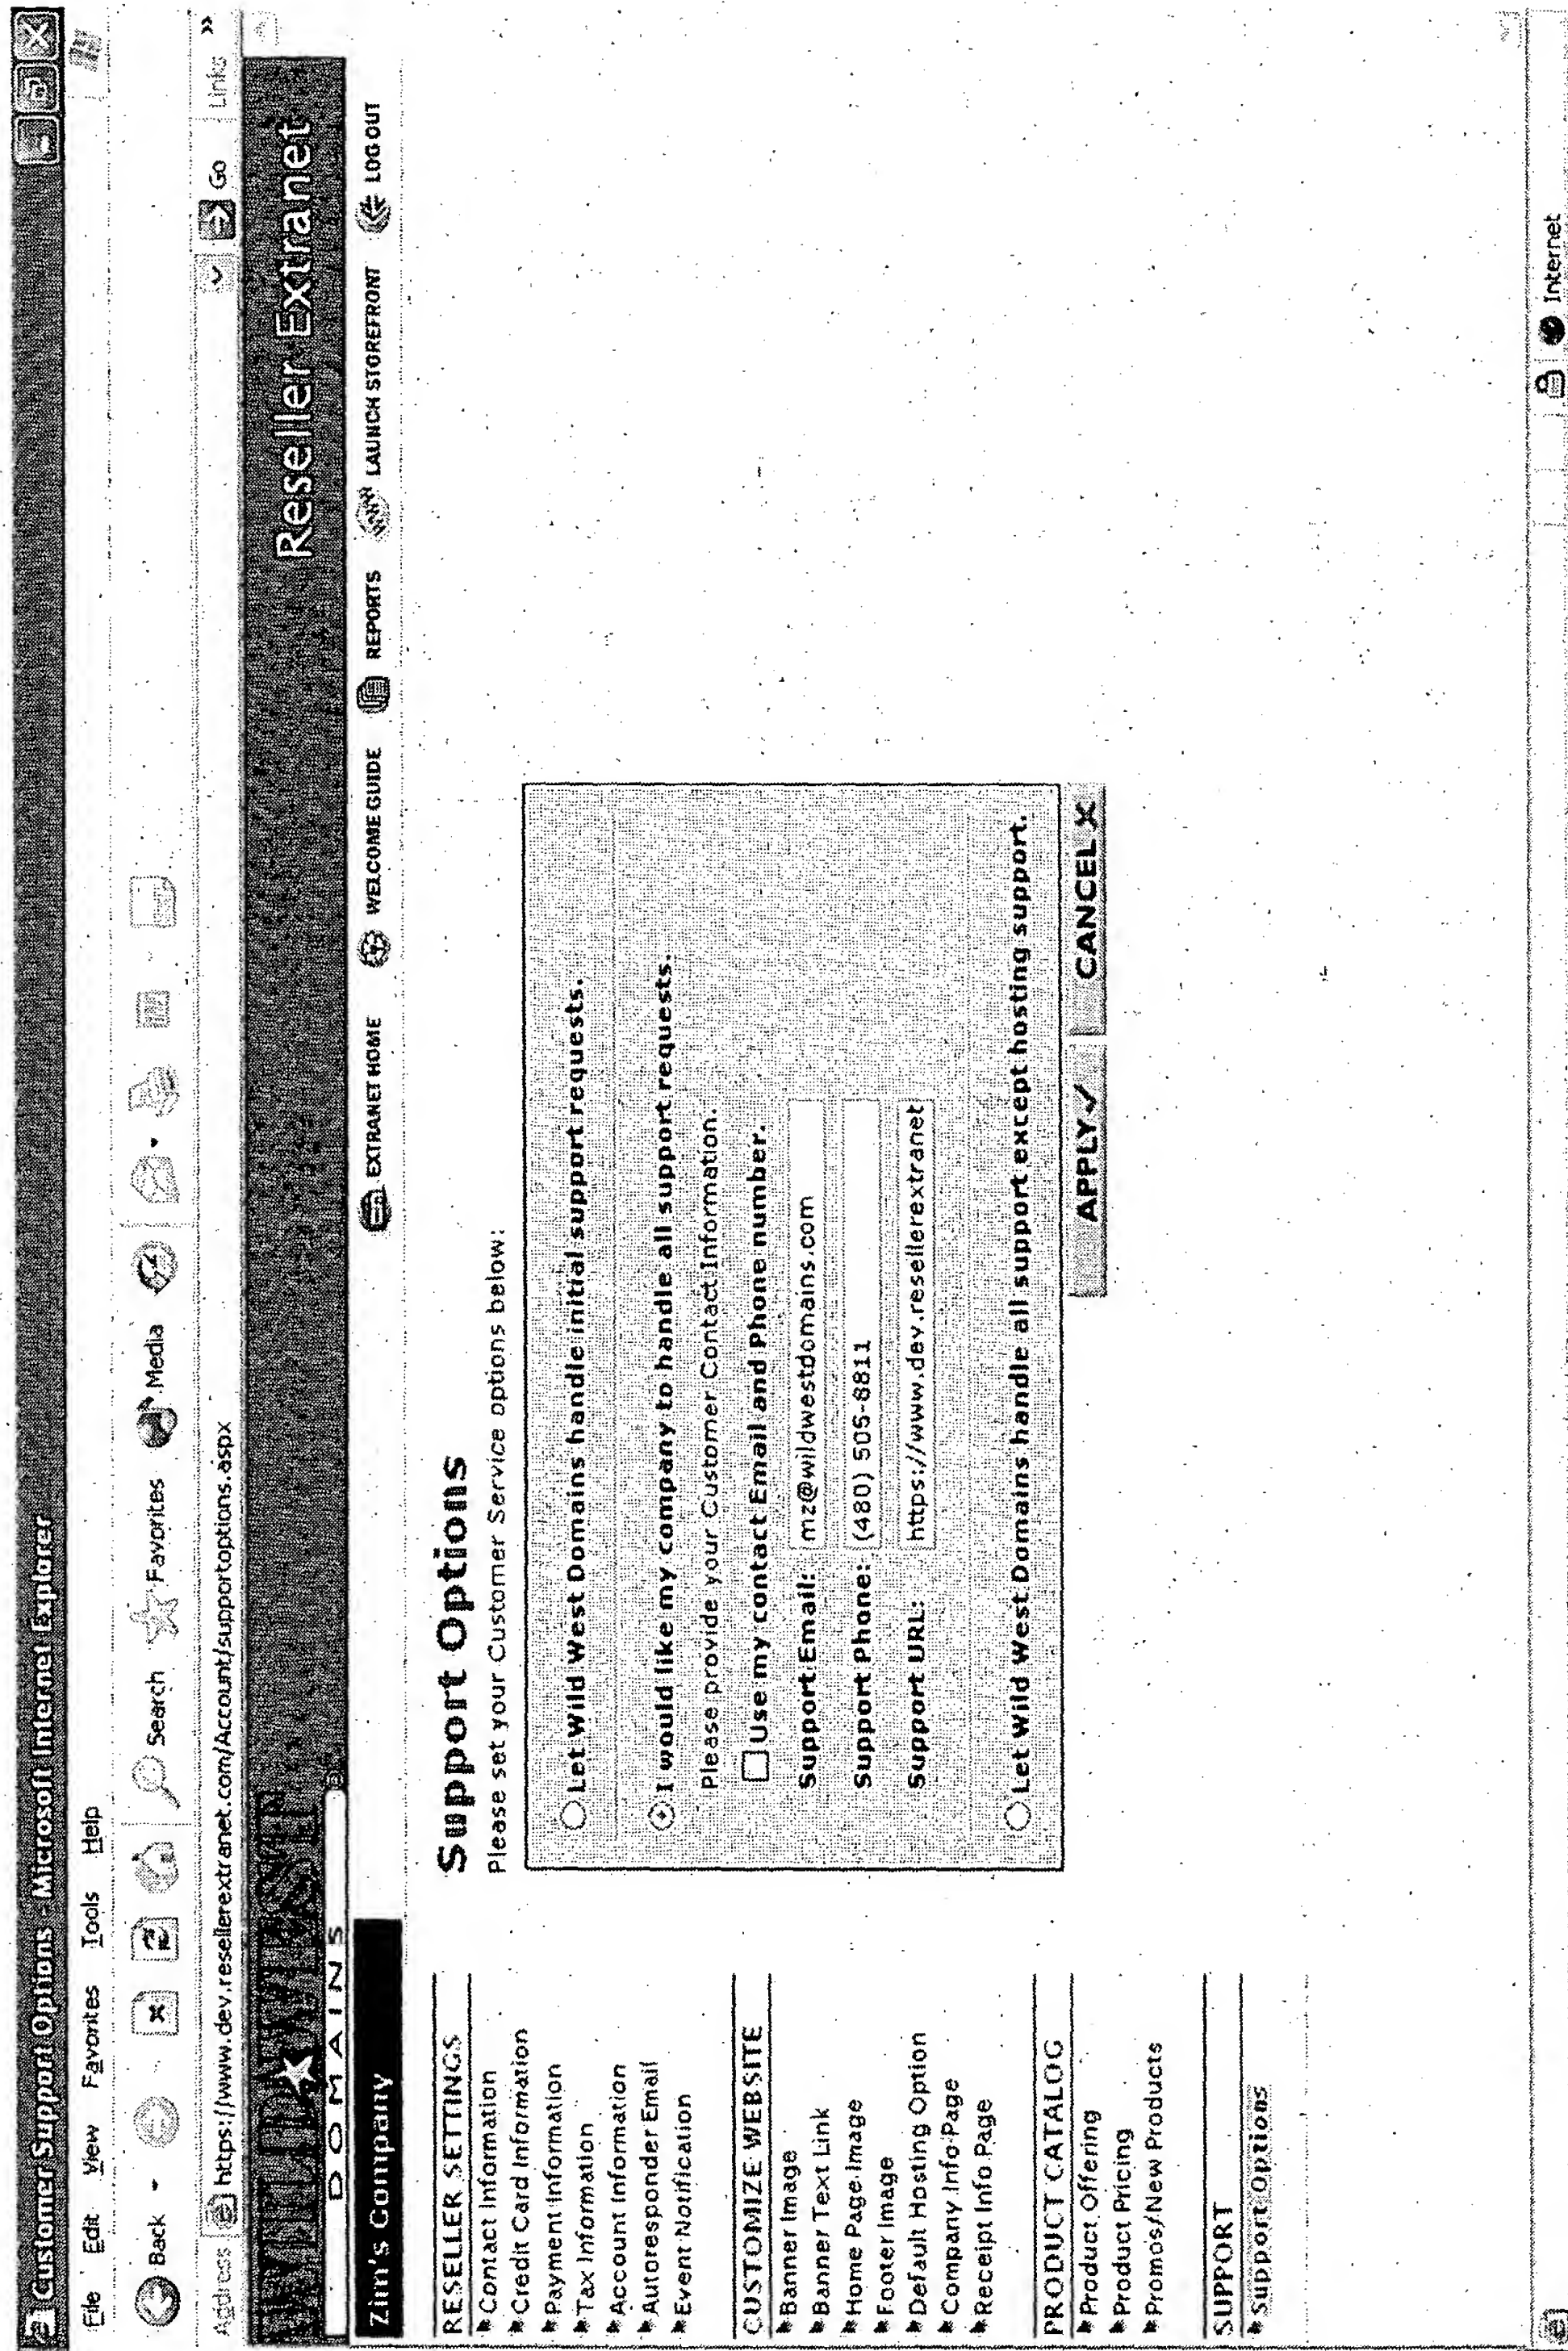 Customer Support Options - Microsoft Internet Explorer
File Edit View Favorites Tools Help
Back Search Favorites Media
Address https://www.dev.resellerextranet.com/Account/supportoptions.aspx Go Links »
WILD WEST
DOMAINS
Reseller Extranet
Zim's Company
EXTRANET HOME WELCOME GUIDE REPORTS WWW LAUNCH STOREFRONT LOG OUT
RESELLER SETTINGS
Contact Information
Credit Card Information
Payment Information
Tax Information
Account Information
Autoresponder Email
Event Notification
CUSTOMIZE WEBSITE
Banner Image
Banner Text Link
Home Page Image
Footer Image
Default Hosting Option
Company Info Page
Receipt Info Page
PRODUCT CATALOG
Product Offering
Product Pricing
Promos/New Products
SUPPORT
Support Options
Support Options
Please set your Customer Service options below:
Let Wild West Domains handle initial support requests.
I would like my company to handle all support requests.
Please provide your Customer Contact Information.
Use my contact Email and Phone number.
Support Email: mz@wildwestdomains.com
Support Phone: (480) 505-8811
Support URL: https://www.dev.resellerextranet
Let Wild West Domains handle all support except hosting support.
APPLY CANCEL X
Internet